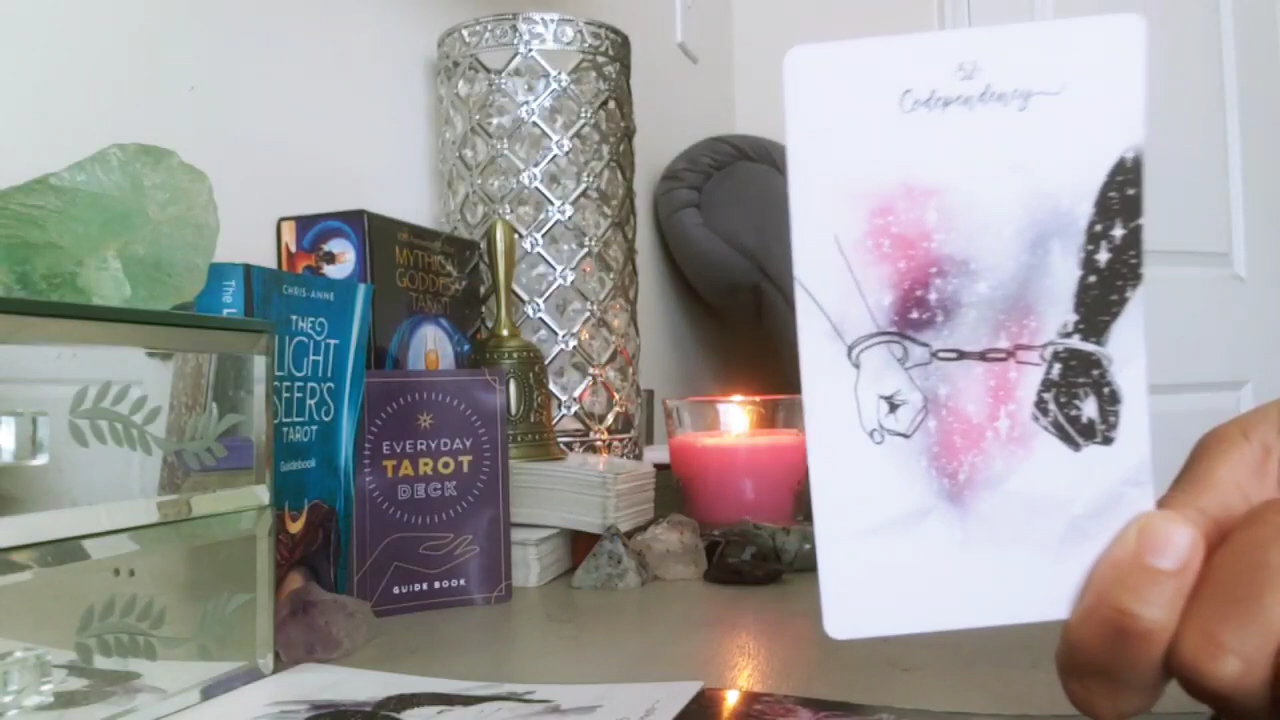 Codependency
The L
CHRIS-ANNE
THE
LIGHT
SEER'S
TAROT
Guidebook
MYTHICAL
GODDESS
TAROT
EVERYDAY
TAROT
DECK
GUIDE BOOK